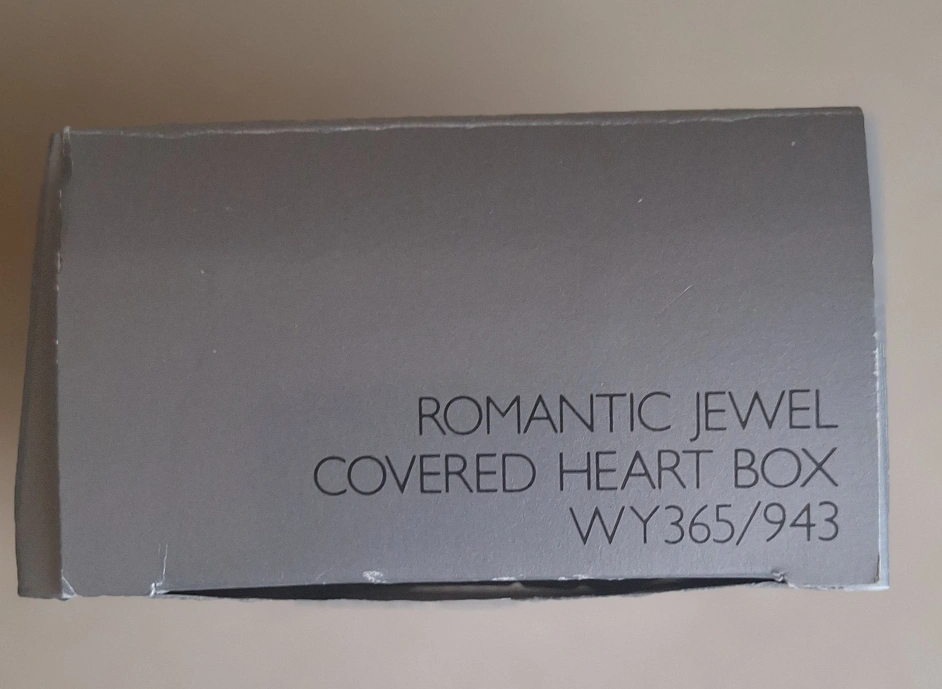 ROMANTIC JEWEL
COVERED HEART BOX
WY365/943